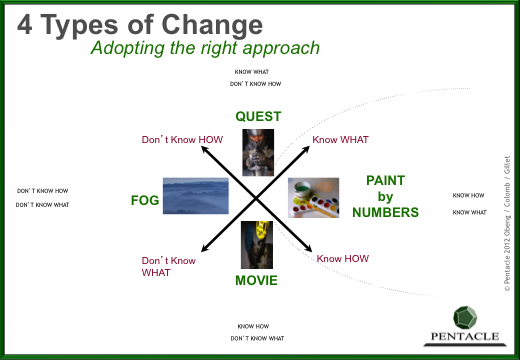 4 Types of Change
Adopting the right approach
KNOW WHAT
DON'T KNOW HOW
QUEST
Don't Know HOW
Know WHAT
DON'T KNOW HOW
DON'T KNOW WHAT
FOG
PAINT
by
NUMBERS
KNOW HOW
KNOW WHAT
Don't Know
WHAT
Know HOW
MOVIE
KNOW HOW
DON'T KNOW WHAT
© Pentacle 2012 Obeng / Colomb / Gillet
PENTACLE